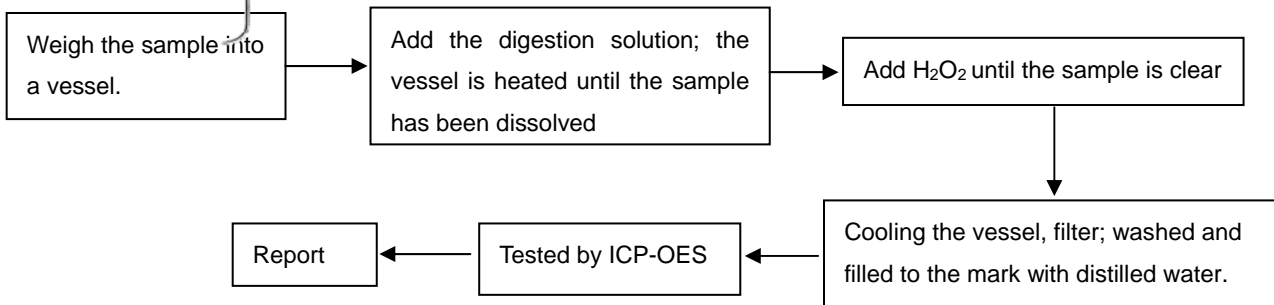 Weigh the sample into
a vessel.
Add the digestion solution; the
vessel is heated until the sample
has been dissolved
Add H₂O₂ until the sample is clear
Cooling the vessel, filter; washed and
filled to the mark with distilled water.
Tested by ICP-OES
Report